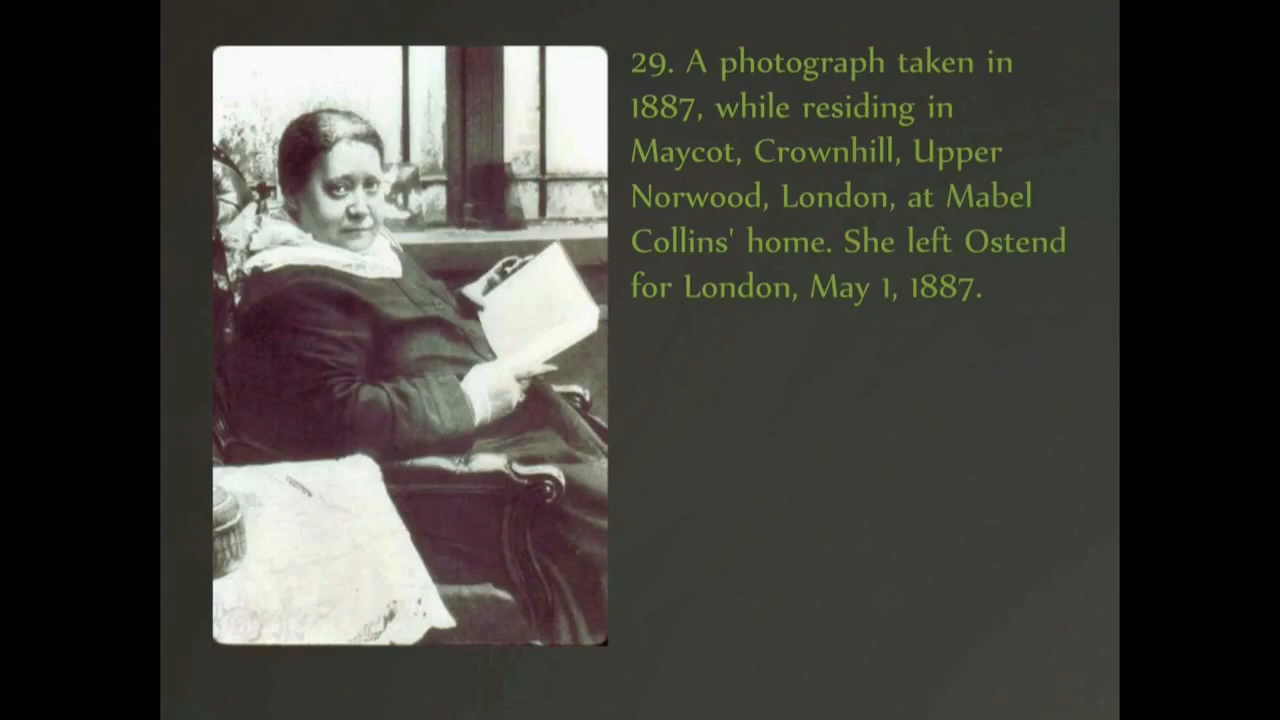 29. A photograph taken in
1887, while residing in
Maycot, Crownhill, Upper
Norwood, London, at Mabel
Collins' home. She left Ostend
for London, May 1, 1887.